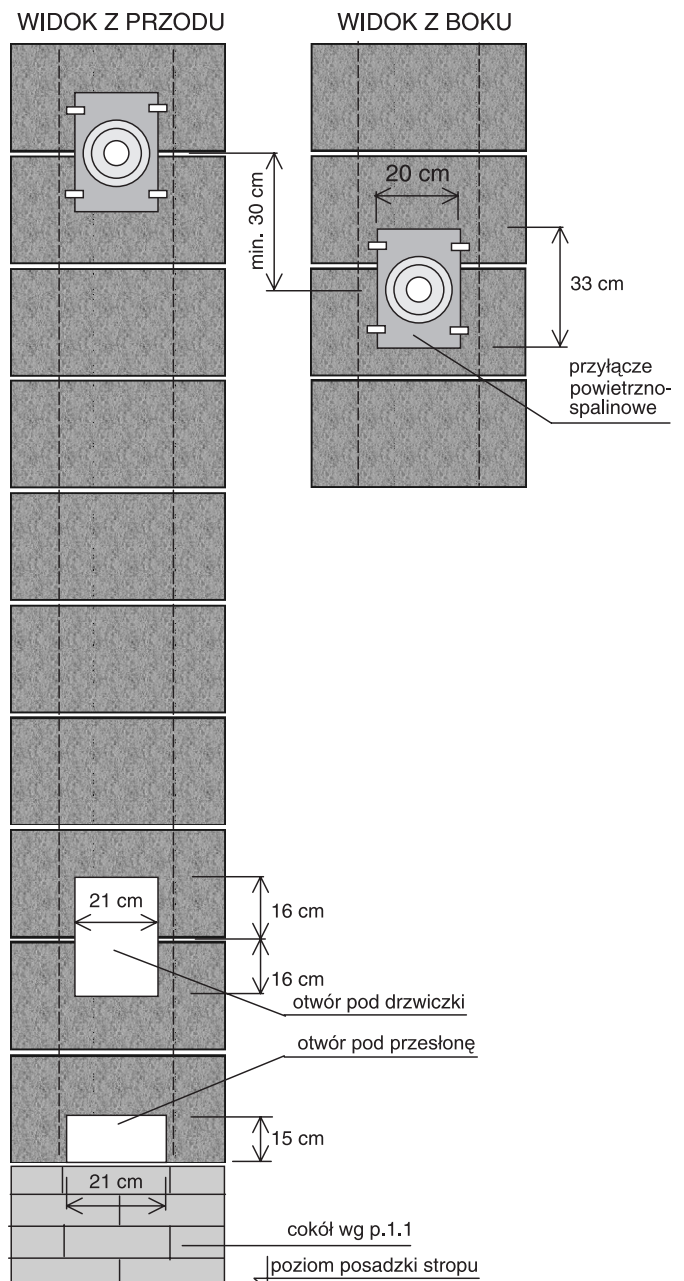 WIDOK Z PRZODU
WIDOK Z BOKU
min. 30 cm
20 cm
33 cm
przyłącze
powietrzno-
spalinowe
21 cm
16 cm
16 cm
otwór pod drzwiczki
otwór pod przesłonę
15 cm
21 cm
cokół wg p.1.1
poziom posadzki stropu